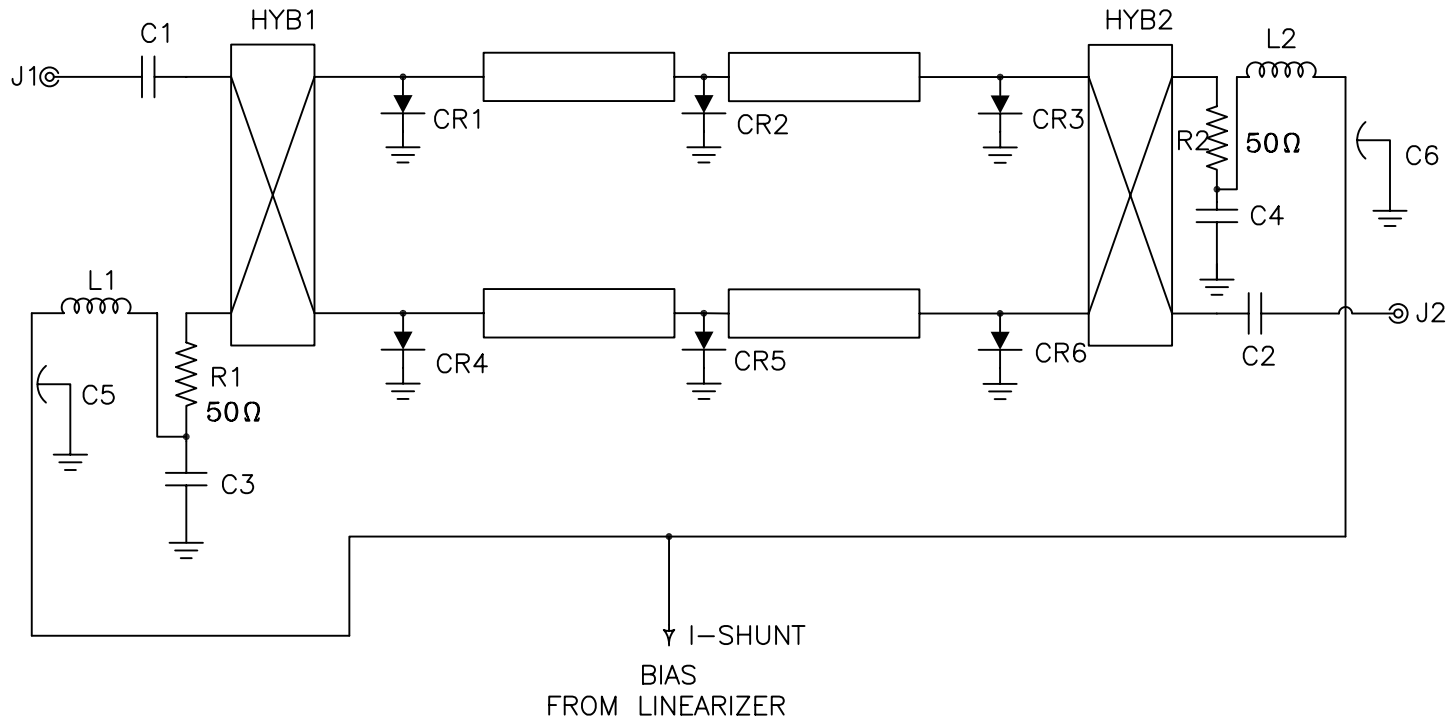 HYB1
HYB2
C1
L2
J1
CR1
CR2
CR3
R2
50Ω
C6
C4
L1
J2
C2
CR4
CR5
CR6
R1
C5
50Ω
C3
I-SHUNT
BIAS
FROM LINEARIZER